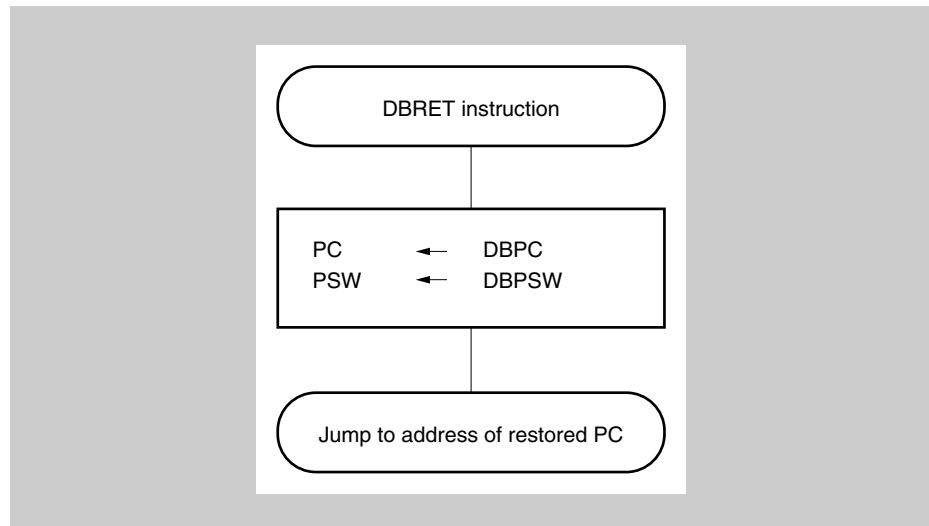 DBRET instruction
PC ← DBPC
PSW ← DBPSW
Jump to address of restored PC